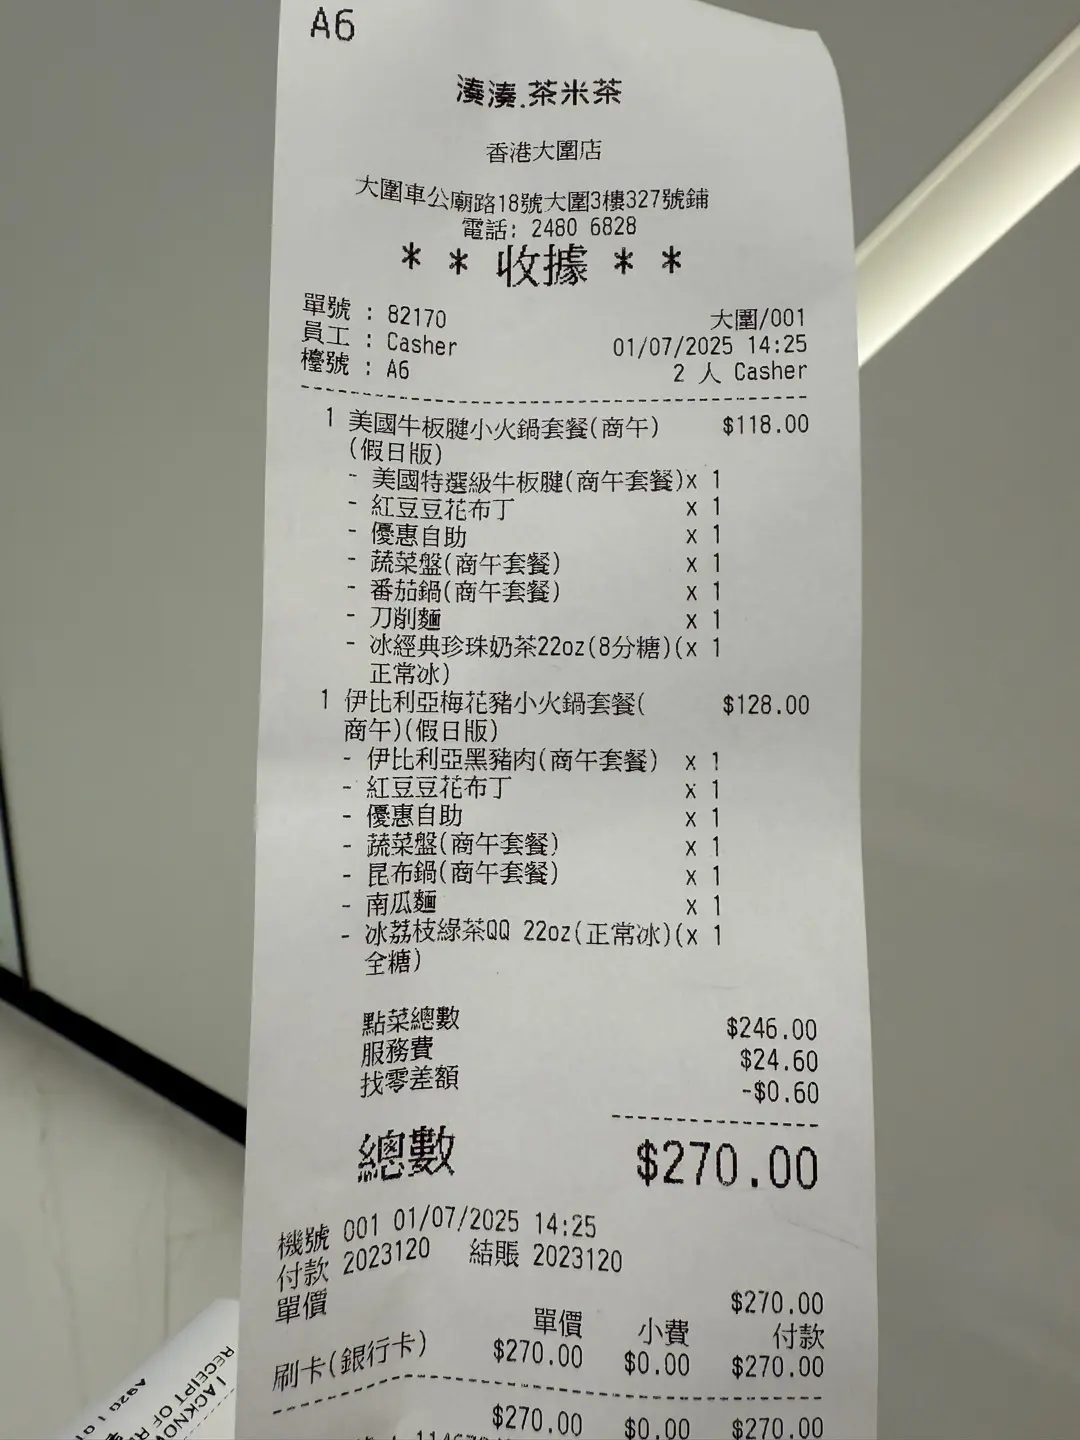 A6
湊湊.茶米茶
香港大圍店
大圍車公廟路18號大圍3樓327號鋪
電話: 2480 6828
* * 收據 * *
單號 : 82170 大圍/001
員工 : Casher 01/07/2025 14:25
檯號 : A6 2 人 Casher
1 美國牛板腱小火鍋套餐(商午) $118.00
(假日版)
- 美國特選級牛板腱(商午套餐)x 1
- 紅豆豆花布丁 x 1
- 優惠自助 x 1
- 蔬菜盤(商午套餐) x 1
- 番茄鍋(商午套餐) x 1
- 刀削麵 x 1
- 冰經典珍珠奶茶22oz(8分糖)(x 1
正常冰)
1 伊比利亞梅花豬小火鍋套餐( $128.00
商午)(假日版)
- 伊比利亞黑豬肉(商午套餐) x 1
- 紅豆豆花布丁 x 1
- 優惠自助 x 1
- 蔬菜盤(商午套餐) x 1
- 昆布鍋(商午套餐) x 1
- 南瓜麵 x 1
- 冰荔枝綠茶QQ 22oz(正常冰)(x 1
全糖)
點菜總數 $246.00
服務費 $24.60
找零差額 -$0.60
總數 $270.00
機號 001 01/07/2025 14:25
付款 2023120 結賬 2023120
單價 $270.00
單價 小費 付款
刷卡(銀行卡) $270.00 $0.00 $270.00
$270.00 $0.00 $270.00
I ACKNOW
RECEIPT OF